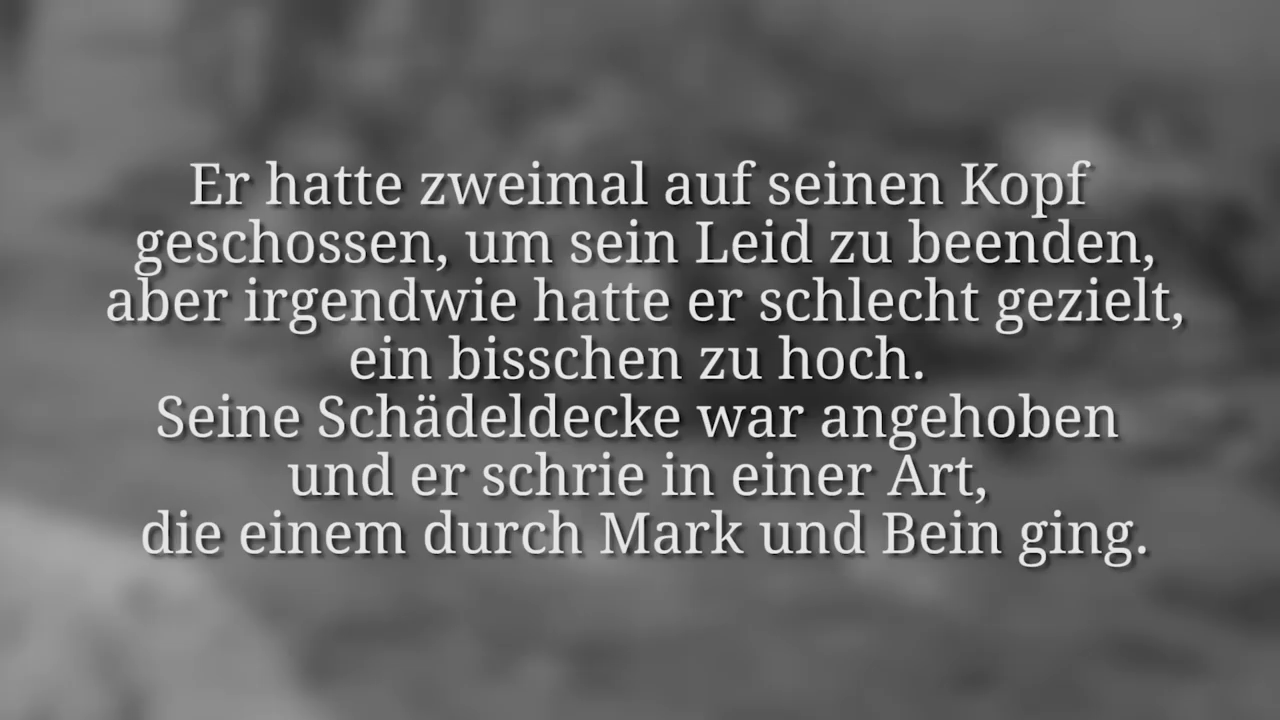 Er hatte zweimal auf seinen Kopf
geschossen, um sein Leid zu beenden,
aber irgendwie hatte er schlecht gezielt,
ein bisschen zu hoch.
Seine Schädeldecke war angehoben
und er schrie in einer Art,
die einem durch Mark und Bein ging.